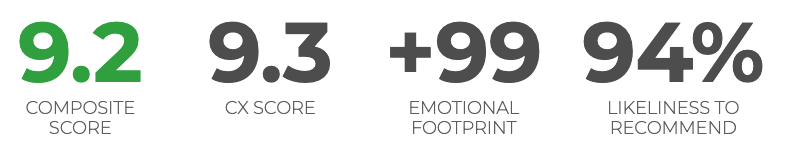 9.2
COMPOSITE
SCORE
9.3
CX SCORE
+99
EMOTIONAL
FOOTPRINT
94%
LIKELINESS TO
RECOMMEND